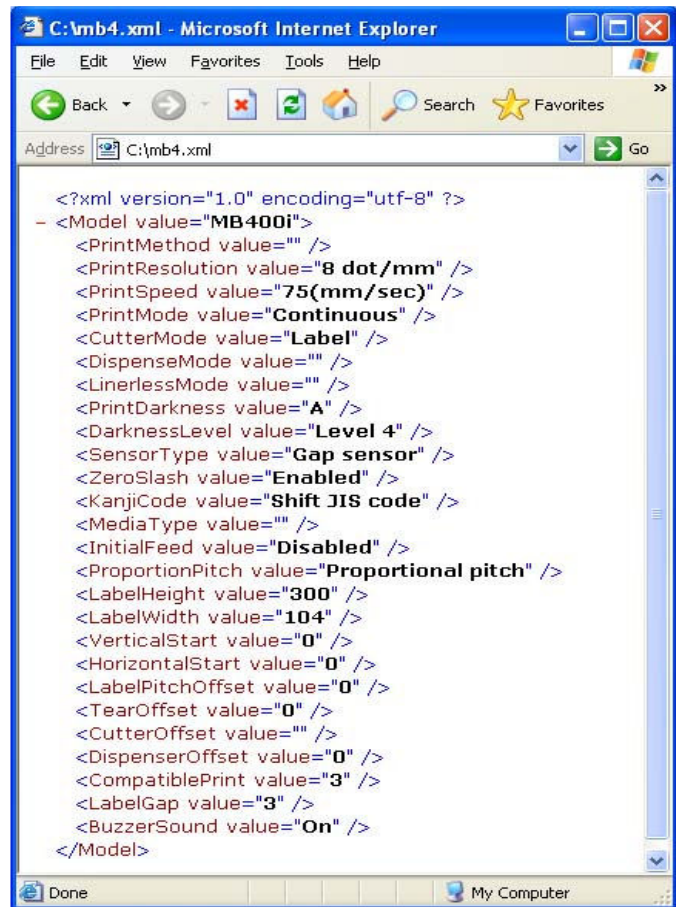 C:\mb4.xml - Microsoft Internet Explorer
File Edit View Favorites Tools Help
Back Search Favorites »
Address C:\mb4.xml Go
<?xml version="1.0" encoding="utf-8" ?>
- <Model value="MB400i">
<PrintMethod value="" />
<PrintResolution value="8 dot/mm" />
<PrintSpeed value="75(mm/sec)" />
<PrintMode value="Continuous" />
<CutterMode value="Label" />
<DispenseMode value="" />
<LinerlessMode value="" />
<PrintDarkness value="A" />
<DarknessLevel value="Level 4" />
<SensorType value="Gap sensor" />
<ZeroSlash value="Enabled" />
<KanjiCode value="Shift JIS code" />
<MediaType value="" />
<InitialFeed value="Disabled" />
<ProportionPitch value="Proportional pitch" />
<LabelHeight value="300" />
<LabelWidth value="104" />
<VerticalStart value="0" />
<HorizontalStart value="0" />
<LabelPitchOffset value="0" />
<TearOffset value="0" />
<CutterOffset value="" />
<DispenserOffset value="0" />
<CompatiblePrint value="3" />
<LabelGap value="3" />
<BuzzerSound value="On" />
</Model>
Done My Computer